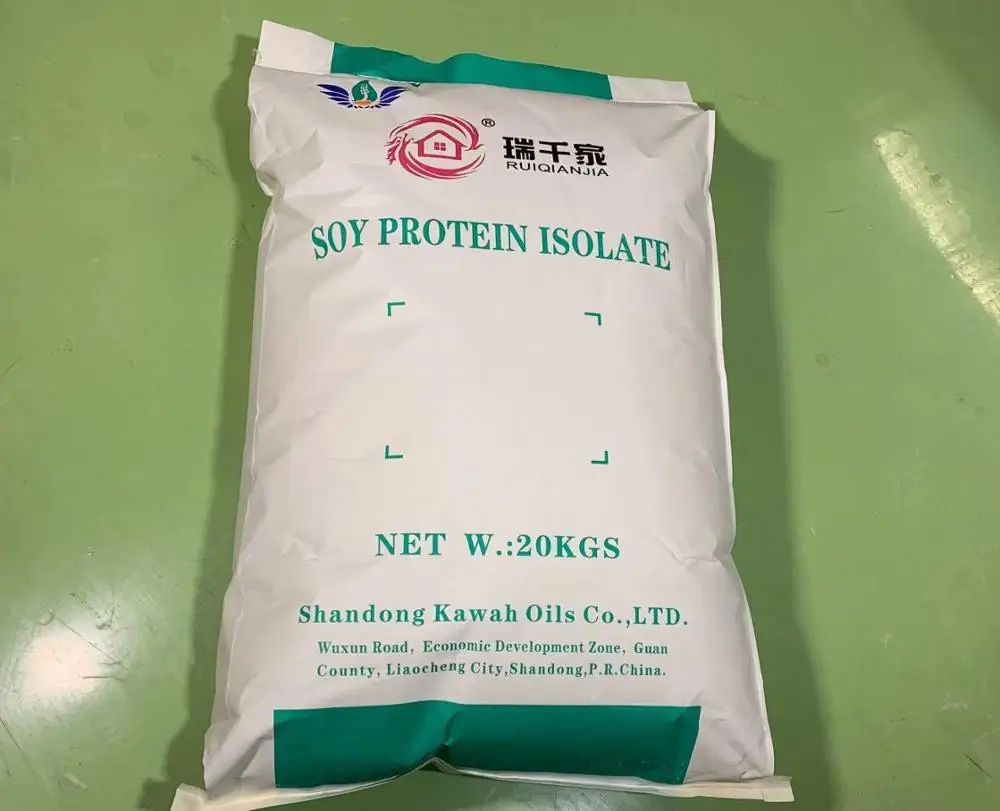 ®
瑞千家
RUIQIANJIA
SOY PROTEIN ISOLATE
NET W.:20KGS
Shandong Kawah Oils Co.,LTD.
Wuxun Road, Economic Development Zone, Guan
County, Liaocheng City,Shandong,P.R.China.